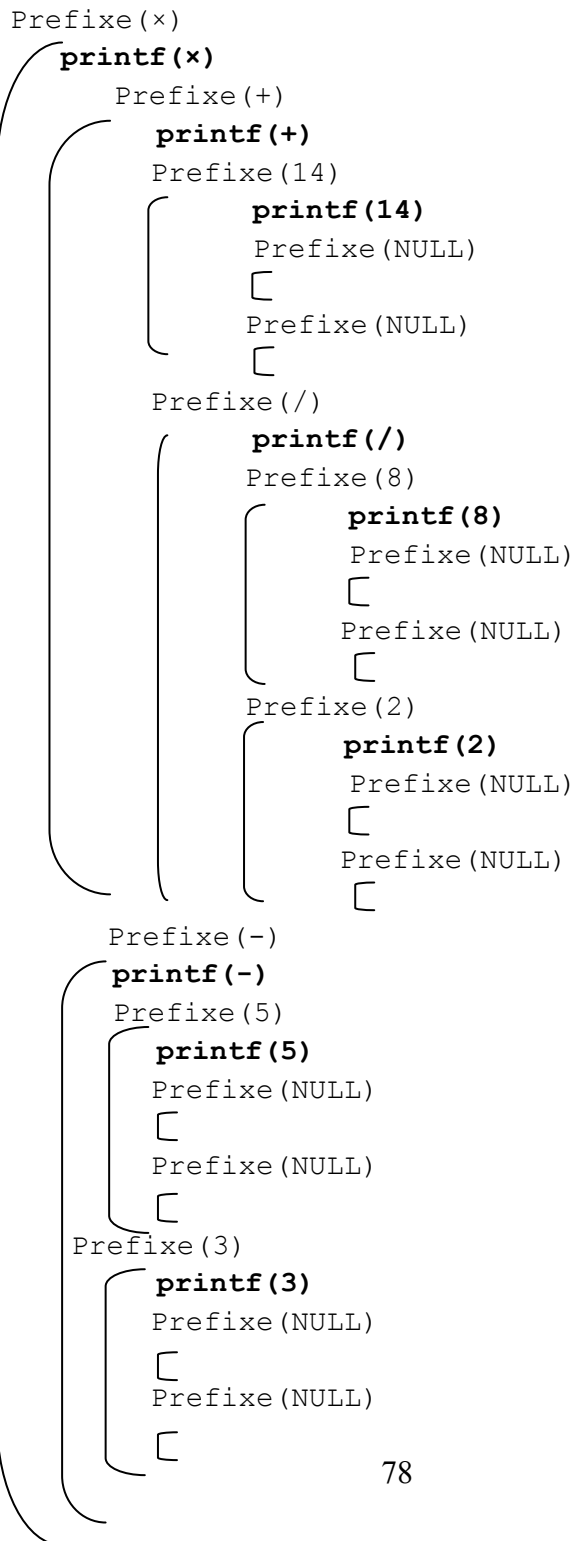 Prefixe(×)
printf(×)
Prefixe(+)
printf(+)
Prefixe(14)
printf(14)
Prefixe(NULL)
Prefixe(NULL)
Prefixe(/)
printf(/)
Prefixe(8)
printf(8)
Prefixe(NULL)
Prefixe(NULL)
Prefixe(2)
printf(2)
Prefixe(NULL)
Prefixe(NULL)
Prefixe(-)
printf(-)
Prefixe(5)
printf(5)
Prefixe(NULL)
Prefixe(NULL)
Prefixe(3)
printf(3)
Prefixe(NULL)
Prefixe(NULL)
78